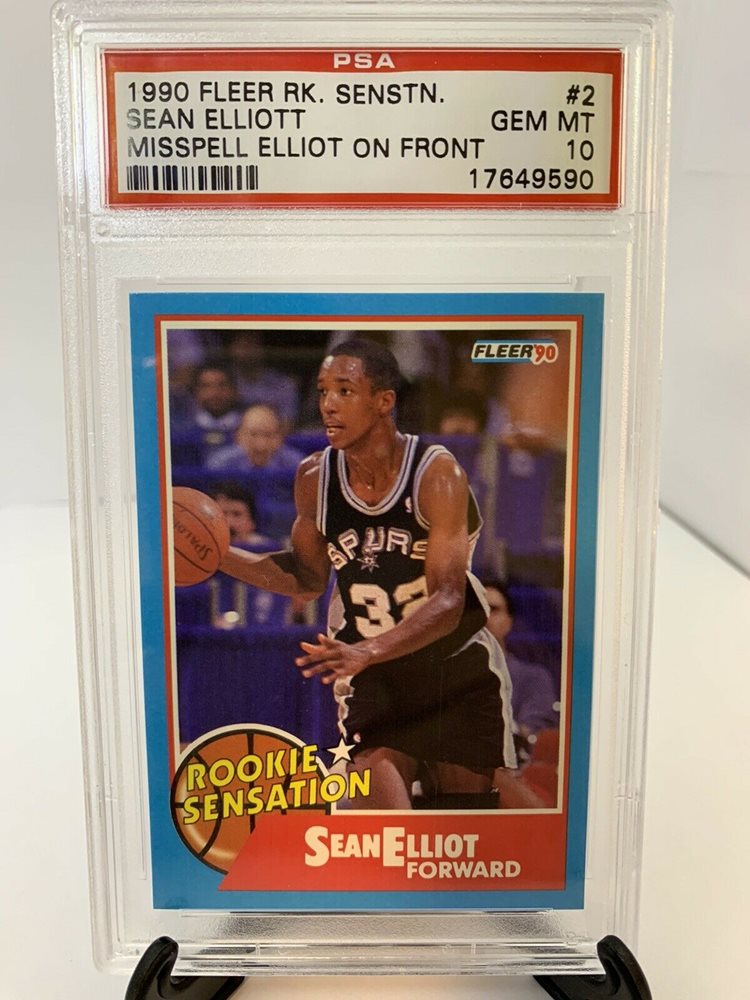 PSA
1990 FLEER RK. SENSTN. #2
SEAN ELLIOTT GEM MT
MISSPELL ELLIOT ON FRONT 10
17649590
FLEER'90
SPALDING
SPURS
32
ROOKIE
SENSATION
SEAN ELLIOT
FORWARD